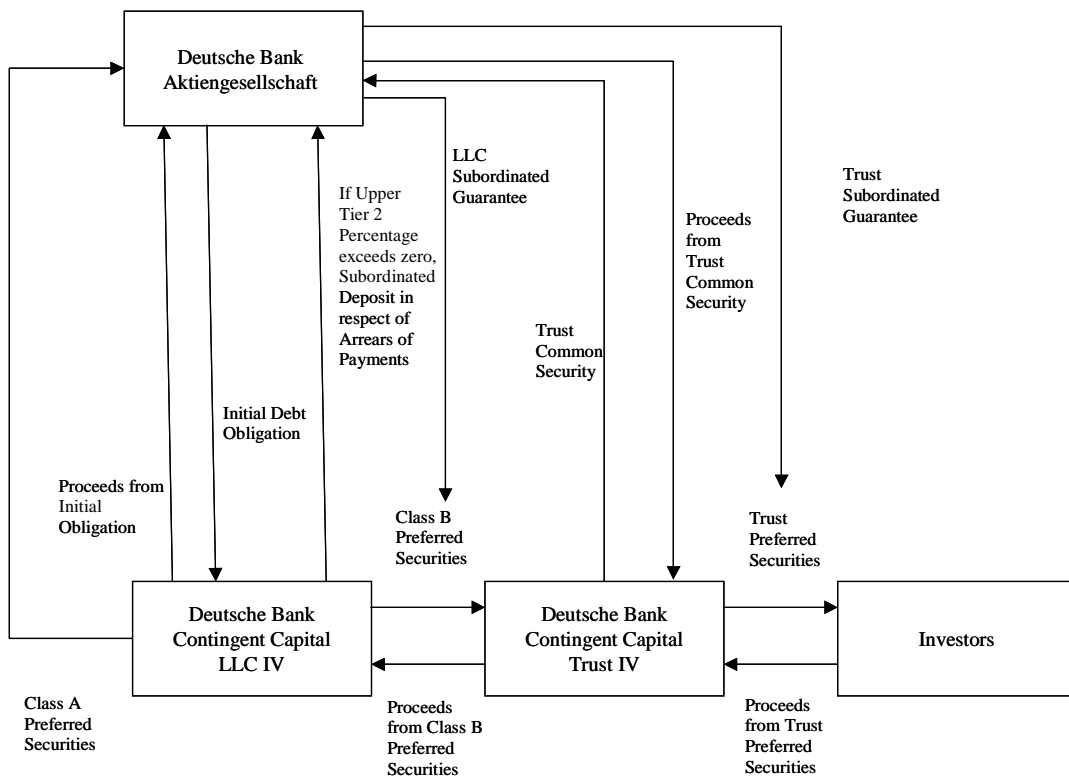 Deutsche Bank
Aktiengesellschaft
LLC
Subordinated
Guarantee
Trust
Subordinated
Guarantee
If Upper
Tier 2
Percentage
exceeds zero,
Subordinated
Deposit in
respect of
Arrears of
Payments
Proceeds
from
Trust
Common
Security
Trust
Common
Security
Initial Debt
Obligation
Proceeds from
Initial
Obligation
Class B
Preferred
Securities
Trust
Preferred
Securities
Deutsche Bank
Contingent Capital
LLC IV
Deutsche Bank
Contingent Capital
Trust IV
Investors
Class A
Preferred
Securities
Proceeds
from Class B
Preferred
Securities
Proceeds
from Trust
Preferred
Securities